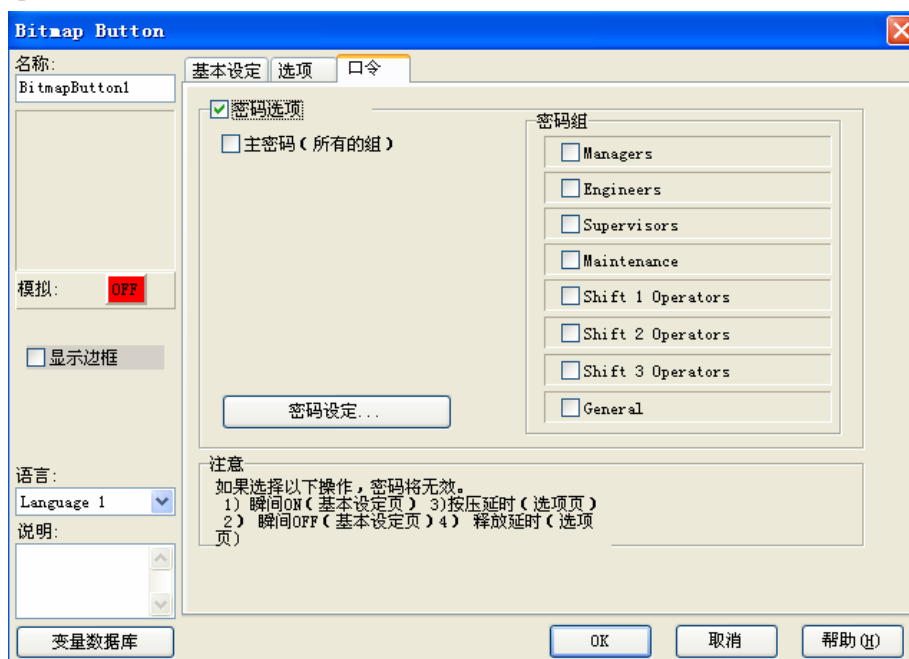 Bitmap Button
名称:
BitmapButton1
模拟:
OFF
显示边框
语言:
Language 1
说明:
变量数据库
基本设定
选项
口令
密码选项
主密码(所有的组)
密码设定...
密码组
Managers
Engineers
Supervisors
Maintenance
Shift 1 Operators
Shift 2 Operators
Shift 3 Operators
General
注意
如果选择以下操作,密码将无效。
1) 瞬间ON(基本设定页) 3)按压延时(选项页)
2) 瞬间OFF(基本设定页)4) 释放延时(选项
页)
OK
取消
帮助(H)